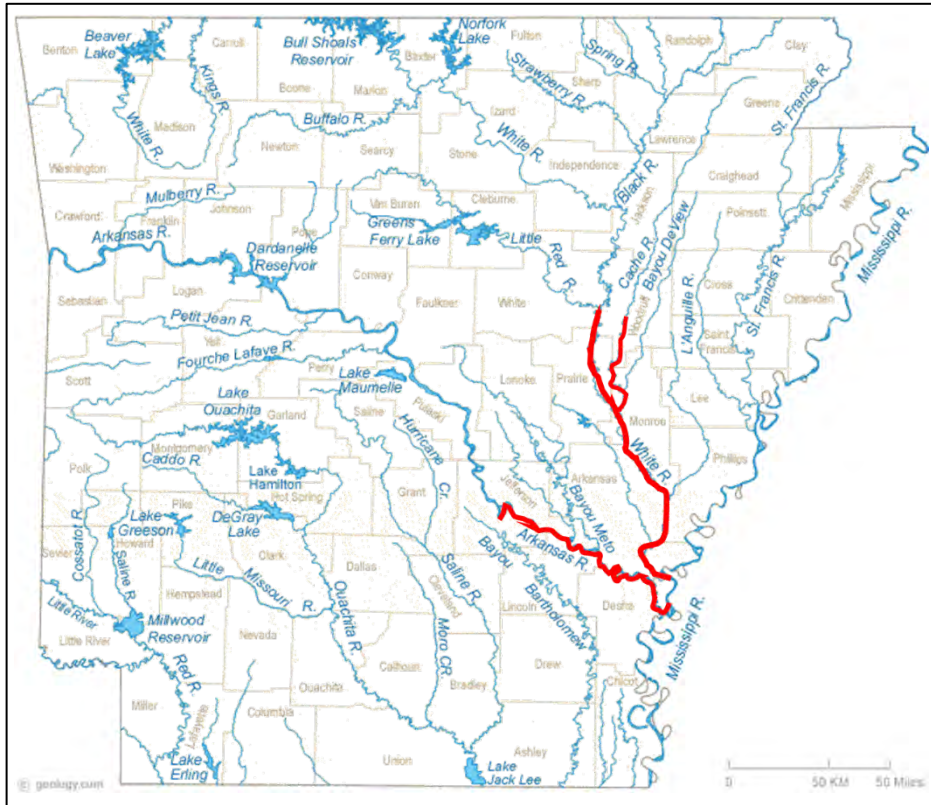 Beaver
Lake
Benton
Carroll
Bull Shoals
Reservoir
Norfork
Lake
Baxter
Fulton
Randolph
Clay
Spring R.
Sharp
Strawberry R.
Kings R.
Boone
Marion
Greene
St. Francis R.
Izard
Buffalo R.
White R.
Madison
White R.
Newton
Searcy
Stone
Independence
Lawrence
Black R.
Washington
Craighead
Mississippi
Jackson
Mulberry R.
Johnson
Van Buren
Cleburne
Crawford
Franklin
Poinsett
Arkansas R.
Pope
Greens
Ferry Lake
Little
Red
R.
Cache R.
Bayou DeView
Mississippi R.
Dardanelle
Reservoir
Conway
Cross
L'Anguille R.
St. Francis R.
Logan
Sebastian
Faulkner
White
Woodruff
Crittenden
Petit Jean R.
Yell
Saint
Francis
Fourche Lafave R.
Perry
Lake
Maumelle
Lonoke
Prairie
Scott
Lee
Lake
Ouachita
Garland
Saline
Pulaski
Monroe
Hurricane
Cr.
White R.
Montgomery
Phillips
Polk
Caddo R.
Lake
Hamilton
Hot Spring
Grant
Jefferson
Arkansas
Bayou Meto
Pike
Lake
Greeson
DeGray
Lake
Cossatot R.
Sevier
Howard
Saline R.
Clark
Arkansas R.
Dallas
Bayou
Bartholomew
Little
Missouri
R.
Saline R.
Cleveland
Hempstead
Lincoln
Desha
Little River
Ouachita R.
Little River
Millwood
Reservoir
Nevada
Moro CR.
Mississippi R.
Calhoun
Drew
Red R.
Bradley
Chicot
Ouachita
Miller
Lafayette
Columbia
Union
Ashley
Lake
Erling
Lake
Jack Lee
© geology.com
0 50 KM 50 Miles